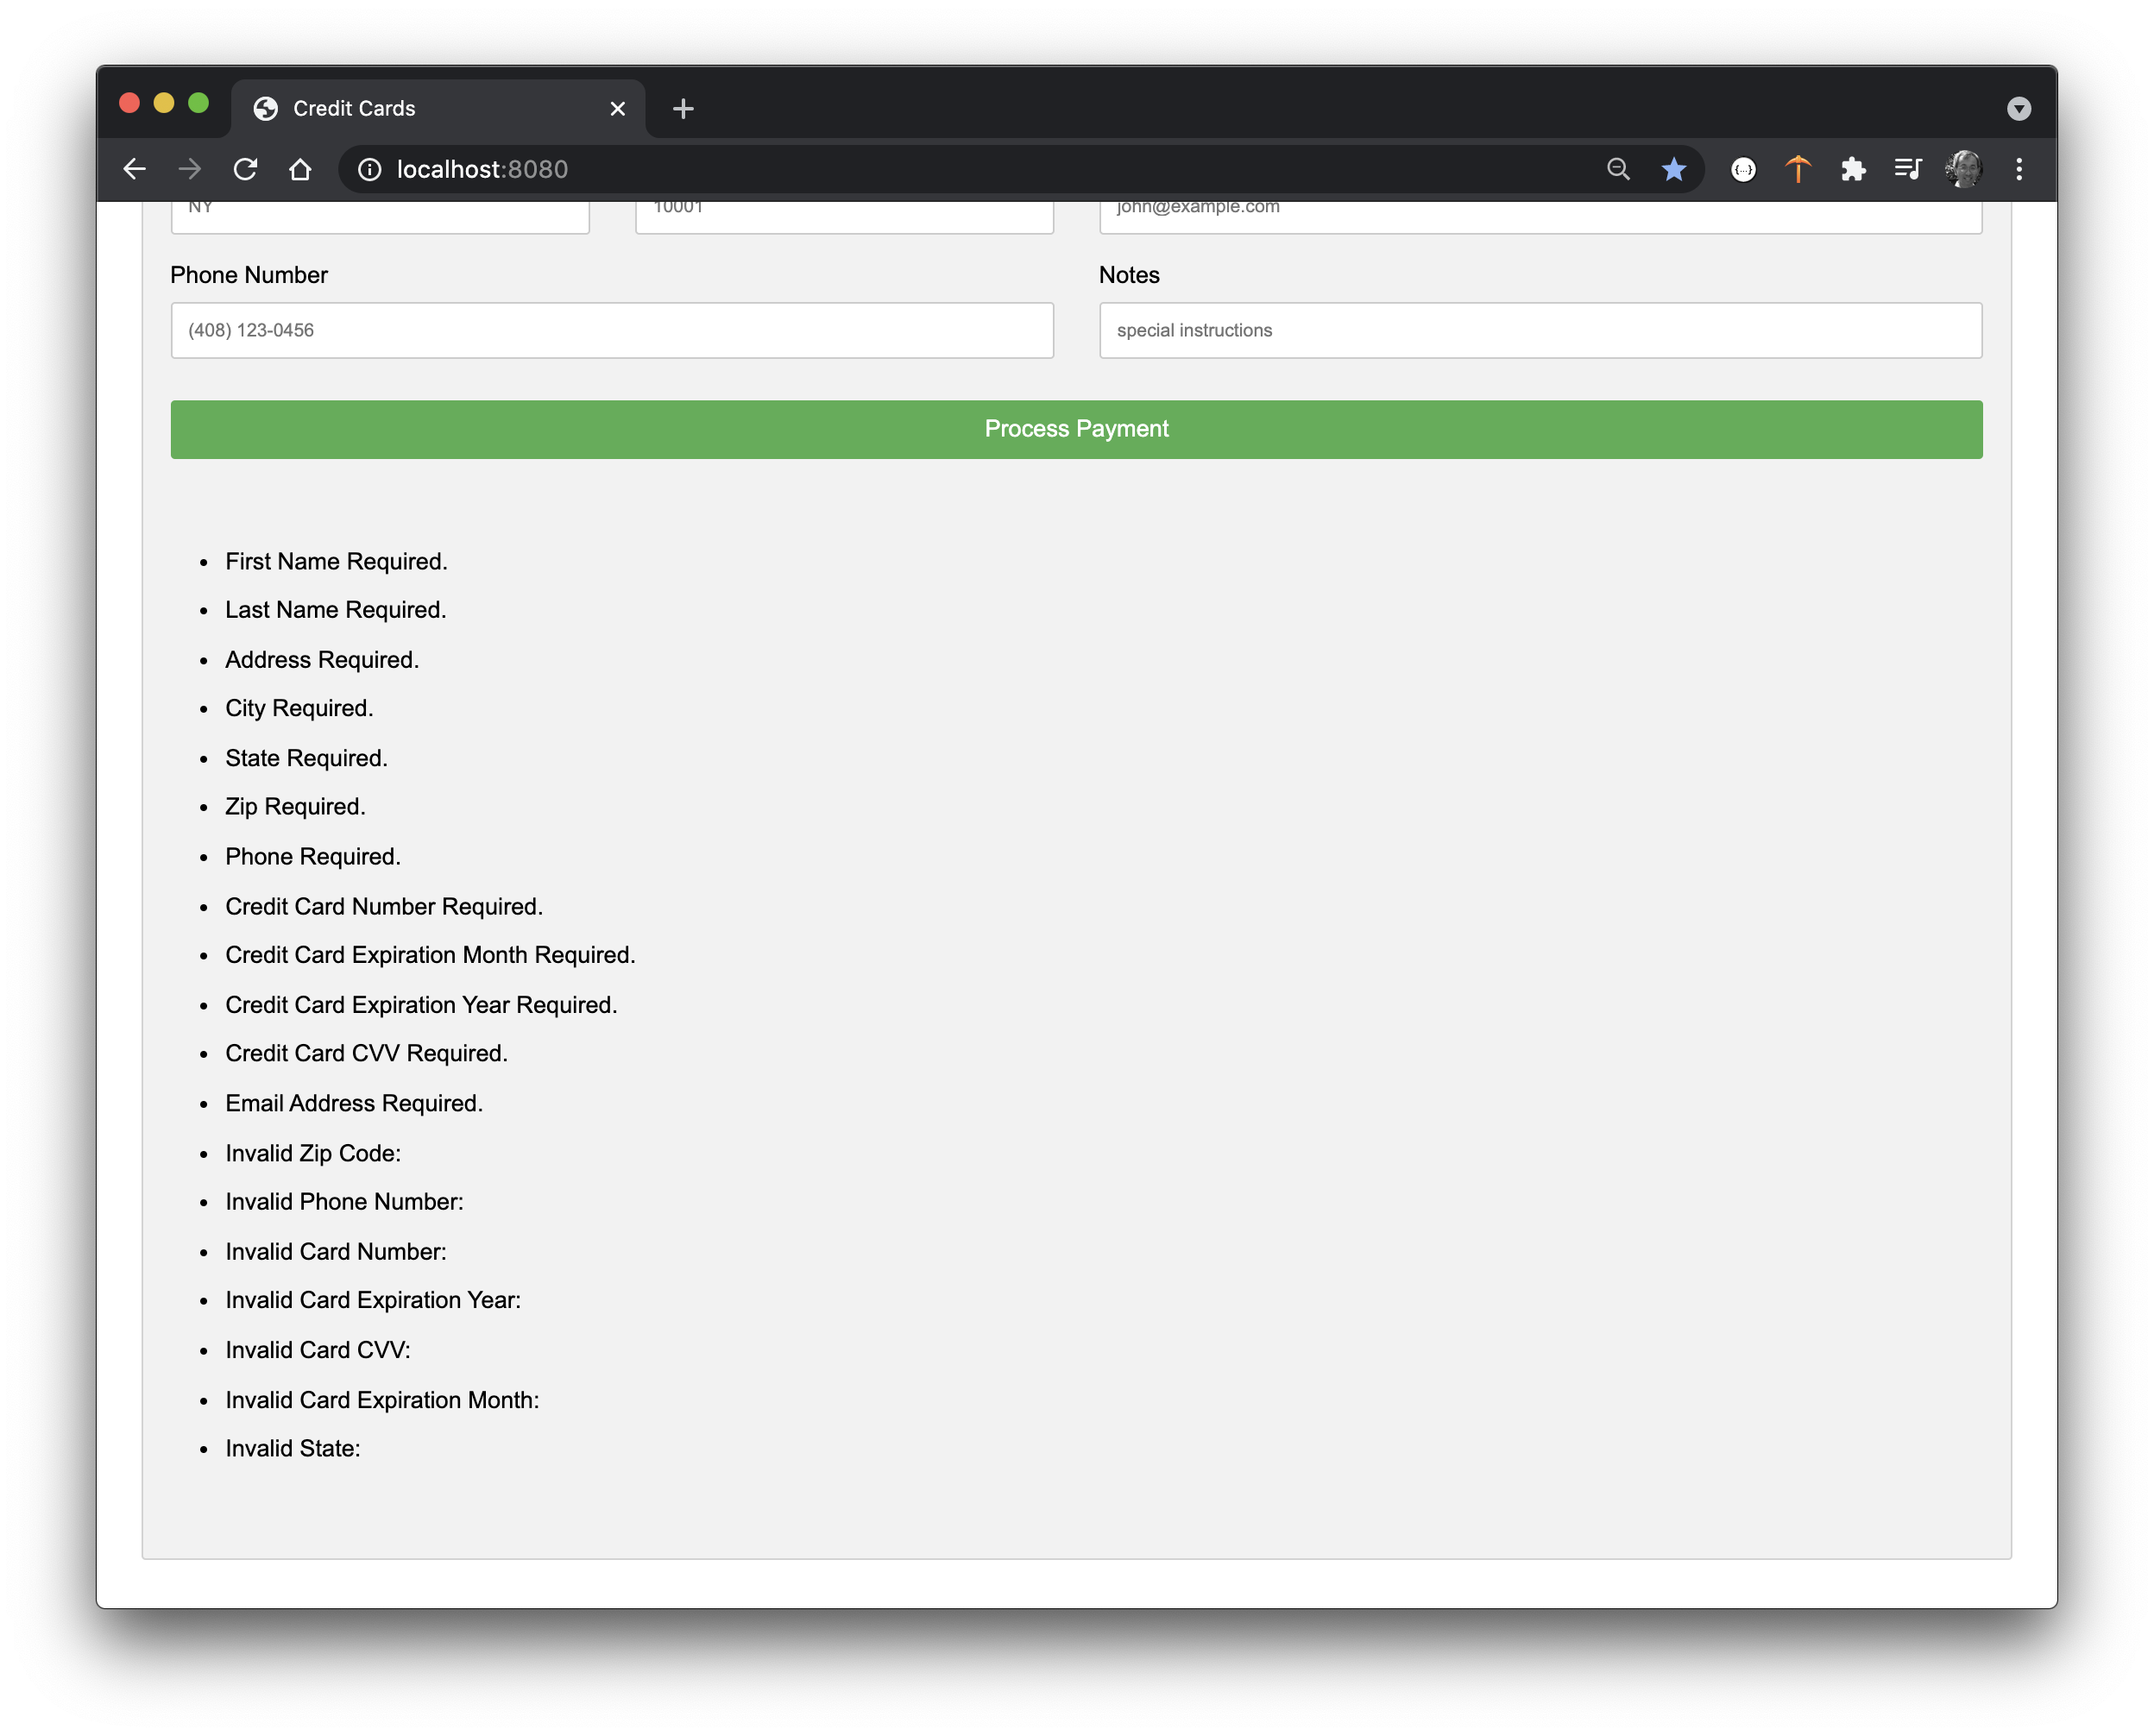 Credit Cards
localhost:8080
NY
10001
john@example.com
Phone Number
Notes
(408) 123-0456
special instructions
Process Payment
First Name Required.
Last Name Required.
Address Required.
City Required.
State Required.
Zip Required.
Phone Required.
Credit Card Number Required.
Credit Card Expiration Month Required.
Credit Card Expiration Year Required.
Credit Card CVV Required.
Email Address Required.
Invalid Zip Code:
Invalid Phone Number:
Invalid Card Number:
Invalid Card Expiration Year:
Invalid Card CVV:
Invalid Card Expiration Month:
Invalid State: